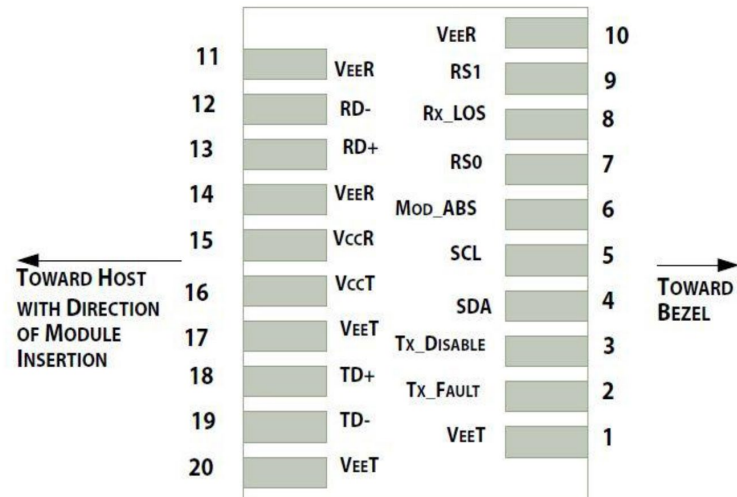 11 VEER
12 RD-
13 RD+
14 VEER
15 VCCR
16 VCCT
17 VEET
18 TD+
19 TD-
20 VEET
TOWARD HOST
WITH DIRECTION
OF MODULE
INSERTION
VEER 10
RS1 9
RX_LOS 8
RS0 7
MOD_ABS 6
SCL 5
SDA 4
TX_DISABLE 3
TX_FAULT 2
VEET 1
TOWARD
BEZEL